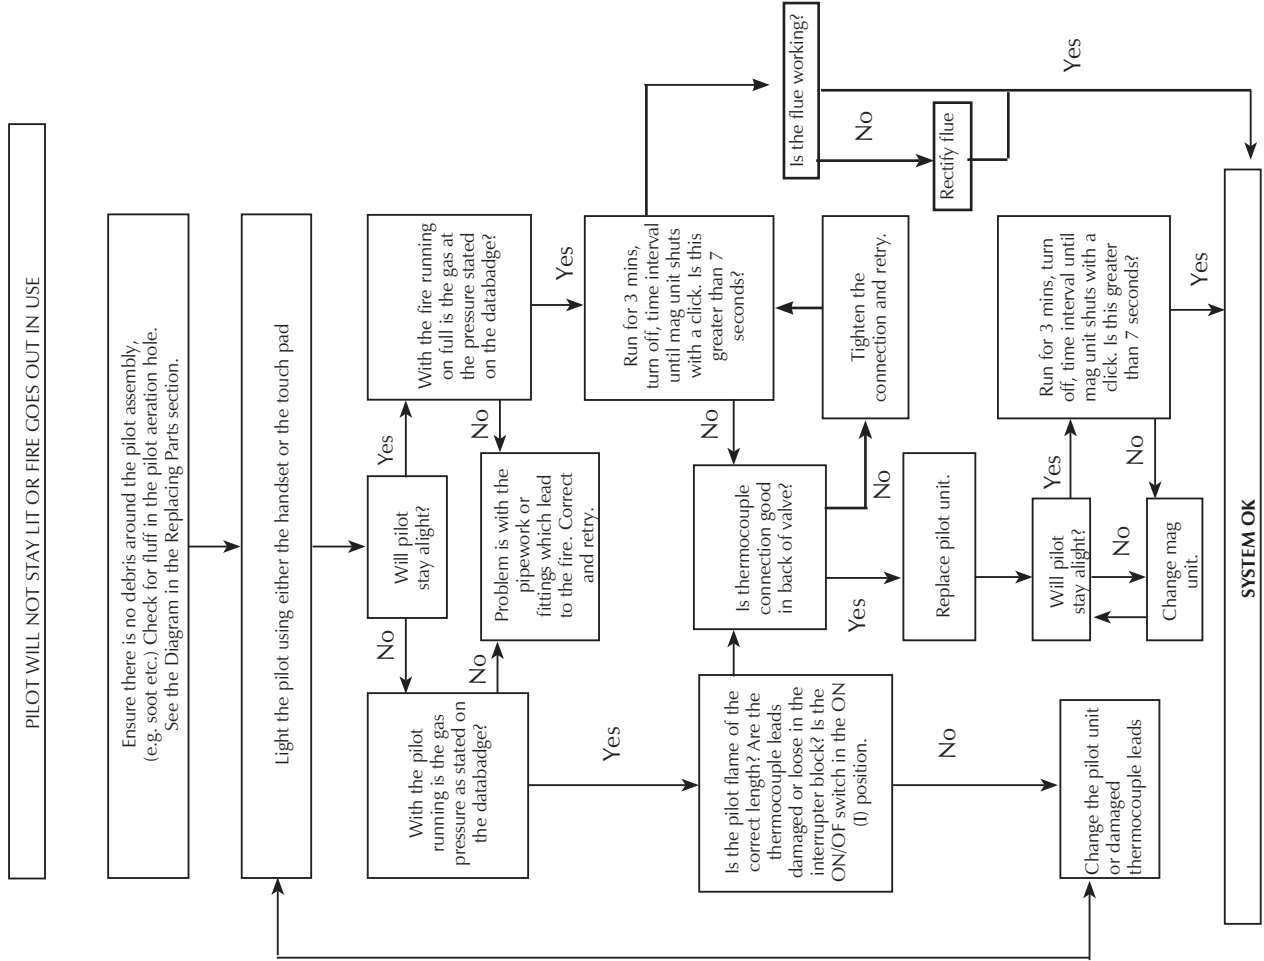 PILOT WILL NOT STAY LIT OR FIRE GOES OUT IN USE
Ensure there is no debris around the pilot assembly,
(e.g. soot etc.) Check for fluff in the pilot aeration hole.
See the Diagram in the Replacing Parts section.
Light the pilot using either the handset or the touch pad
No
Will pilot
stay alight?
Yes
With the pilot
running is the gas
pressure as stated on
the databadge?
No
Problem is with the
pipework or
fittings which lead
to the fire. Correct
and retry.
No
With the fire running
on full is the gas at
the pressure stated
on the databadge?
Yes
Yes
Is the pilot flame of the
correct length? Are the
thermocouple leads
damaged or loose in the
interrupter block? Is the
ON/OF switch in the ON
(I) position.
Is thermocouple
connection good
in back of valve?
No
Run for 3 mins,
turn off, time interval
until mag unit shuts
with a click. Is this
greater than 7
seconds?
Is the flue working?
Yes
No
Tighten the
connection and retry.
No
Rectify flue
Yes
No
Replace pilot unit.
Change the pilot unit
or damaged
thermocouple leads
Will pilot
stay alight?
Yes
Run for 3 mins, turn
off, time interval until
mag unit shuts with a
click. Is this greater
than 7 seconds?
No
No
Change mag
unit.
Yes
SYSTEM OK